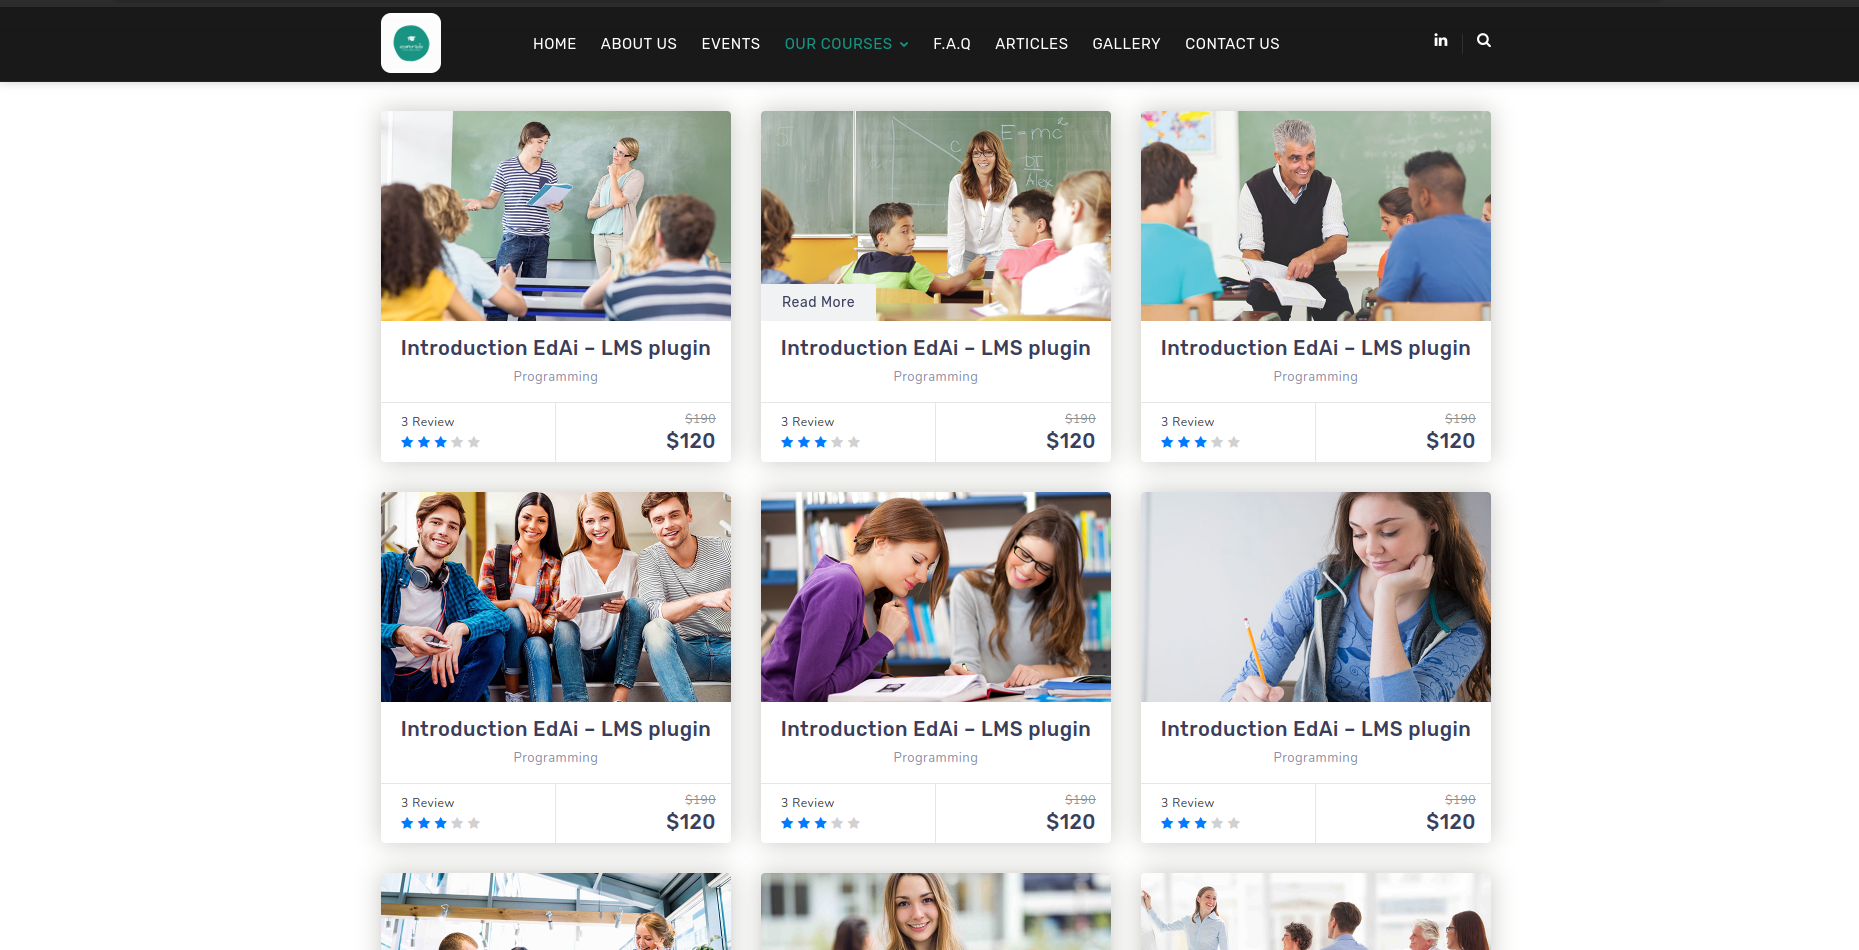 HOME ABOUT US EVENTS OUR COURSES F.A.Q ARTICLES GALLERY CONTACT US in
E=mc²
C
Alex
Read More
Introduction EdAi – LMS plugin Introduction EdAi – LMS plugin Introduction EdAi – LMS plugin
Programming Programming Programming
3 Review $190 3 Review $190 3 Review $190
$120 $120 $120
Introduction EdAi – LMS plugin Introduction EdAi – LMS plugin Introduction EdAi – LMS plugin
Programming Programming Programming
3 Review $190 3 Review $190 3 Review $190
$120 $120 $120